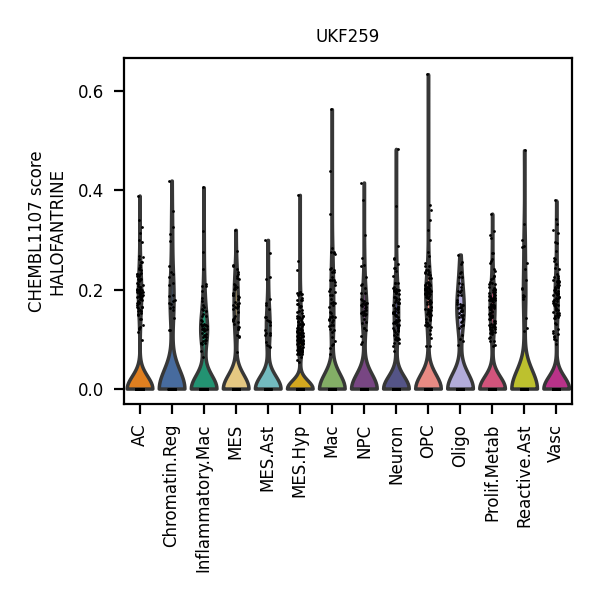 UKF259
CHEMBL1107 score
HALOFANTRINE
0.6
0.4
0.2
0.0
AC
Chromatin.Reg
Inflammatory.Mac
MES
MES.Ast
MES.Hyp
Mac
NPC
Neuron
OPC
Oligo
Prolif.Metab
Reactive.Ast
Vasc